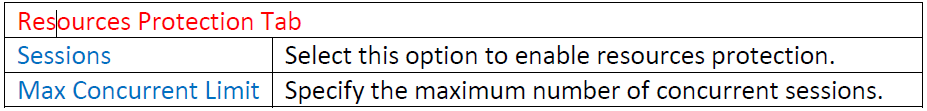 Resources Protection Tab
Sessions Select this option to enable resources protection.
Max Concurrent Limit Specify the maximum number of concurrent sessions.